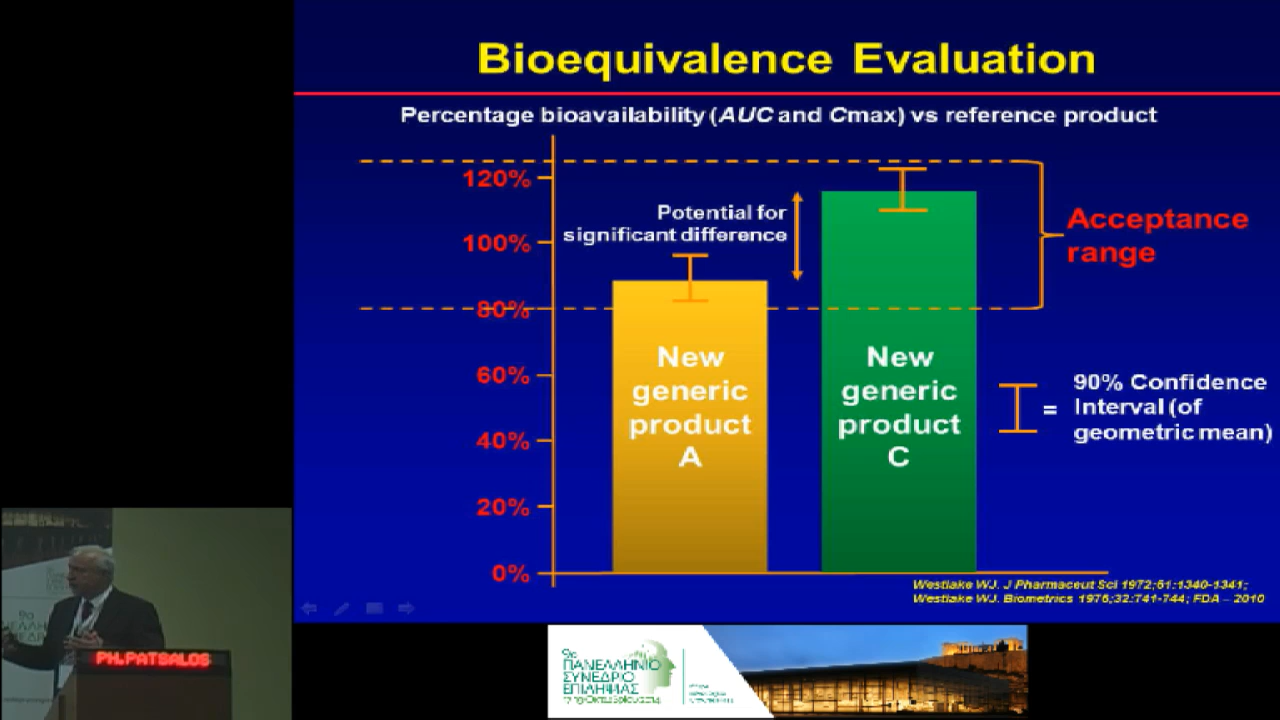 Bioequivalence Evaluation
Percentage bioavailability (AUC and Cmax) vs reference product
120%
100%
80%
60%
40%
20%
0%
Potential for
significant difference
Acceptance
range
New
generic
product
A
New
generic
product
C
=
90% Confidence
Interval (of
geometric mean)
Westlake WJ. J Pharmaceut Sci 1972;61:1340-1341;
Westlake WJ. Biometrics 1976;32:741-744; FDA – 2010
PH.PATSALOS
9ο
ΠΑΝΕΛΛΗΝΙΟ
ΣΥΝΕΔΡΙΟ
ΕΠΙΛΗΨΙΑΣ